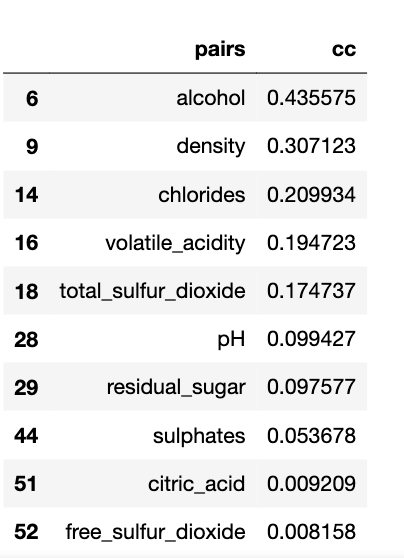 pairs cc
6 alcohol 0.435575
9 density 0.307123
14 chlorides 0.209934
16 volatile_acidity 0.194723
18 total_sulfur_dioxide 0.174737
28 pH 0.099427
29 residual_sugar 0.097577
44 sulphates 0.053678
51 citric_acid 0.009209
52 free_sulfur_dioxide 0.008158